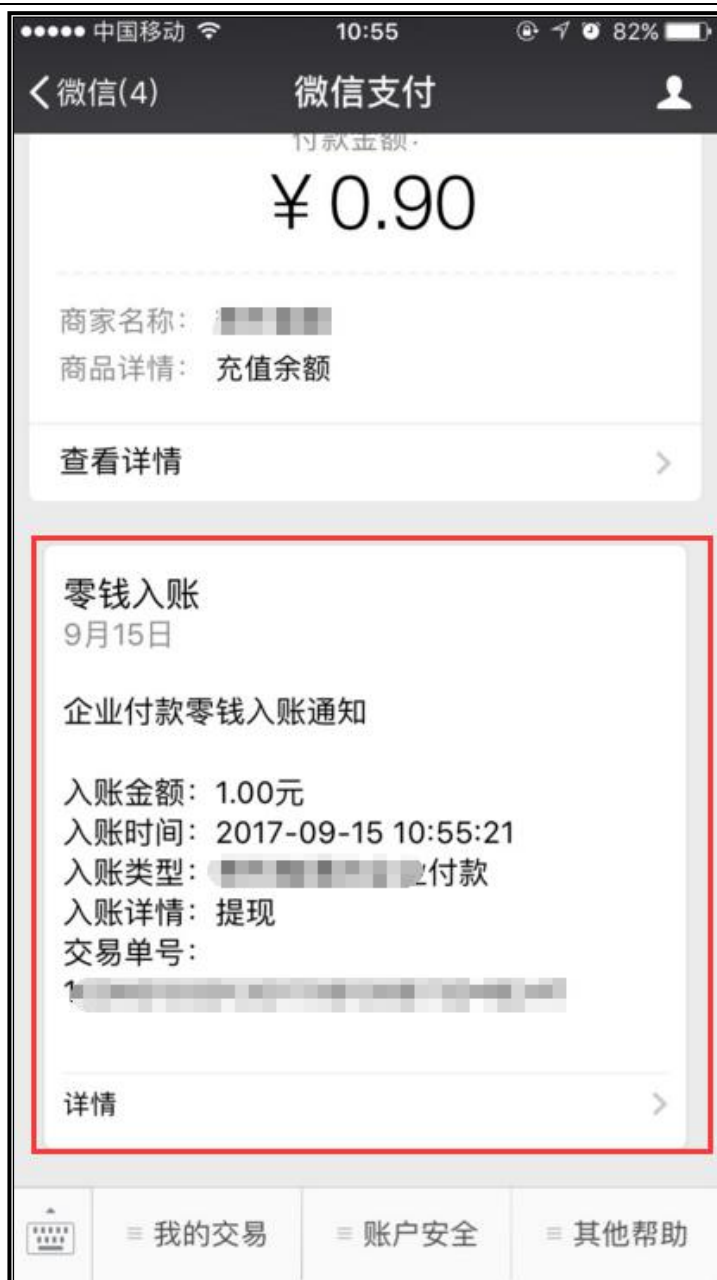 中国移动 10:55 82%
微信(4) 微信支付
付款金额:
¥0.90
商家名称:
商品详情: 充值余额
查看详情
零钱入账
9月15日
企业付款零钱入账通知
入账金额：1.00元
入账时间：2017-09-15 10:55:21
入账类型： 付款
入账详情：提现
交易单号：
1
详情
我的交易 账户安全 其他帮助